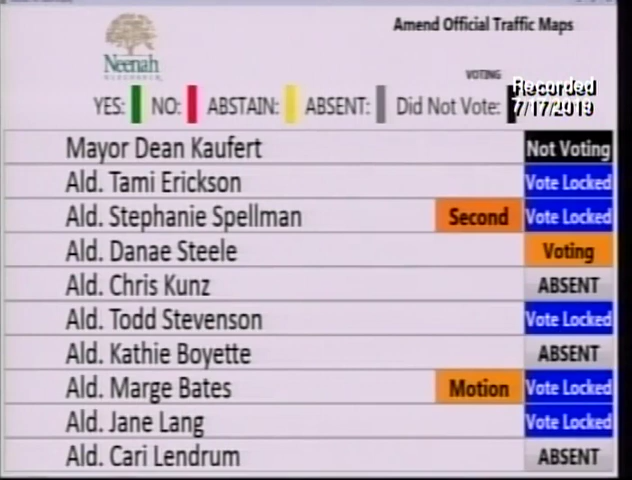 Amend Official Traffic Maps
Neenah
WISCONSIN
VOTING
Recorded
7/17/2019
YES: NO: ABSTAIN: ABSENT: Did Not Vote:
Mayor Dean Kaufert Not Voting
Ald. Tami Erickson Vote Locked
Ald. Stephanie Spellman Second Vote Locked
Ald. Danae Steele Voting
Ald. Chris Kunz ABSENT
Ald. Todd Stevenson Vote Locked
Ald. Kathie Boyette ABSENT
Ald. Marge Bates Motion Vote Locked
Ald. Jane Lang Vote Locked
Ald. Cari Lendrum ABSENT